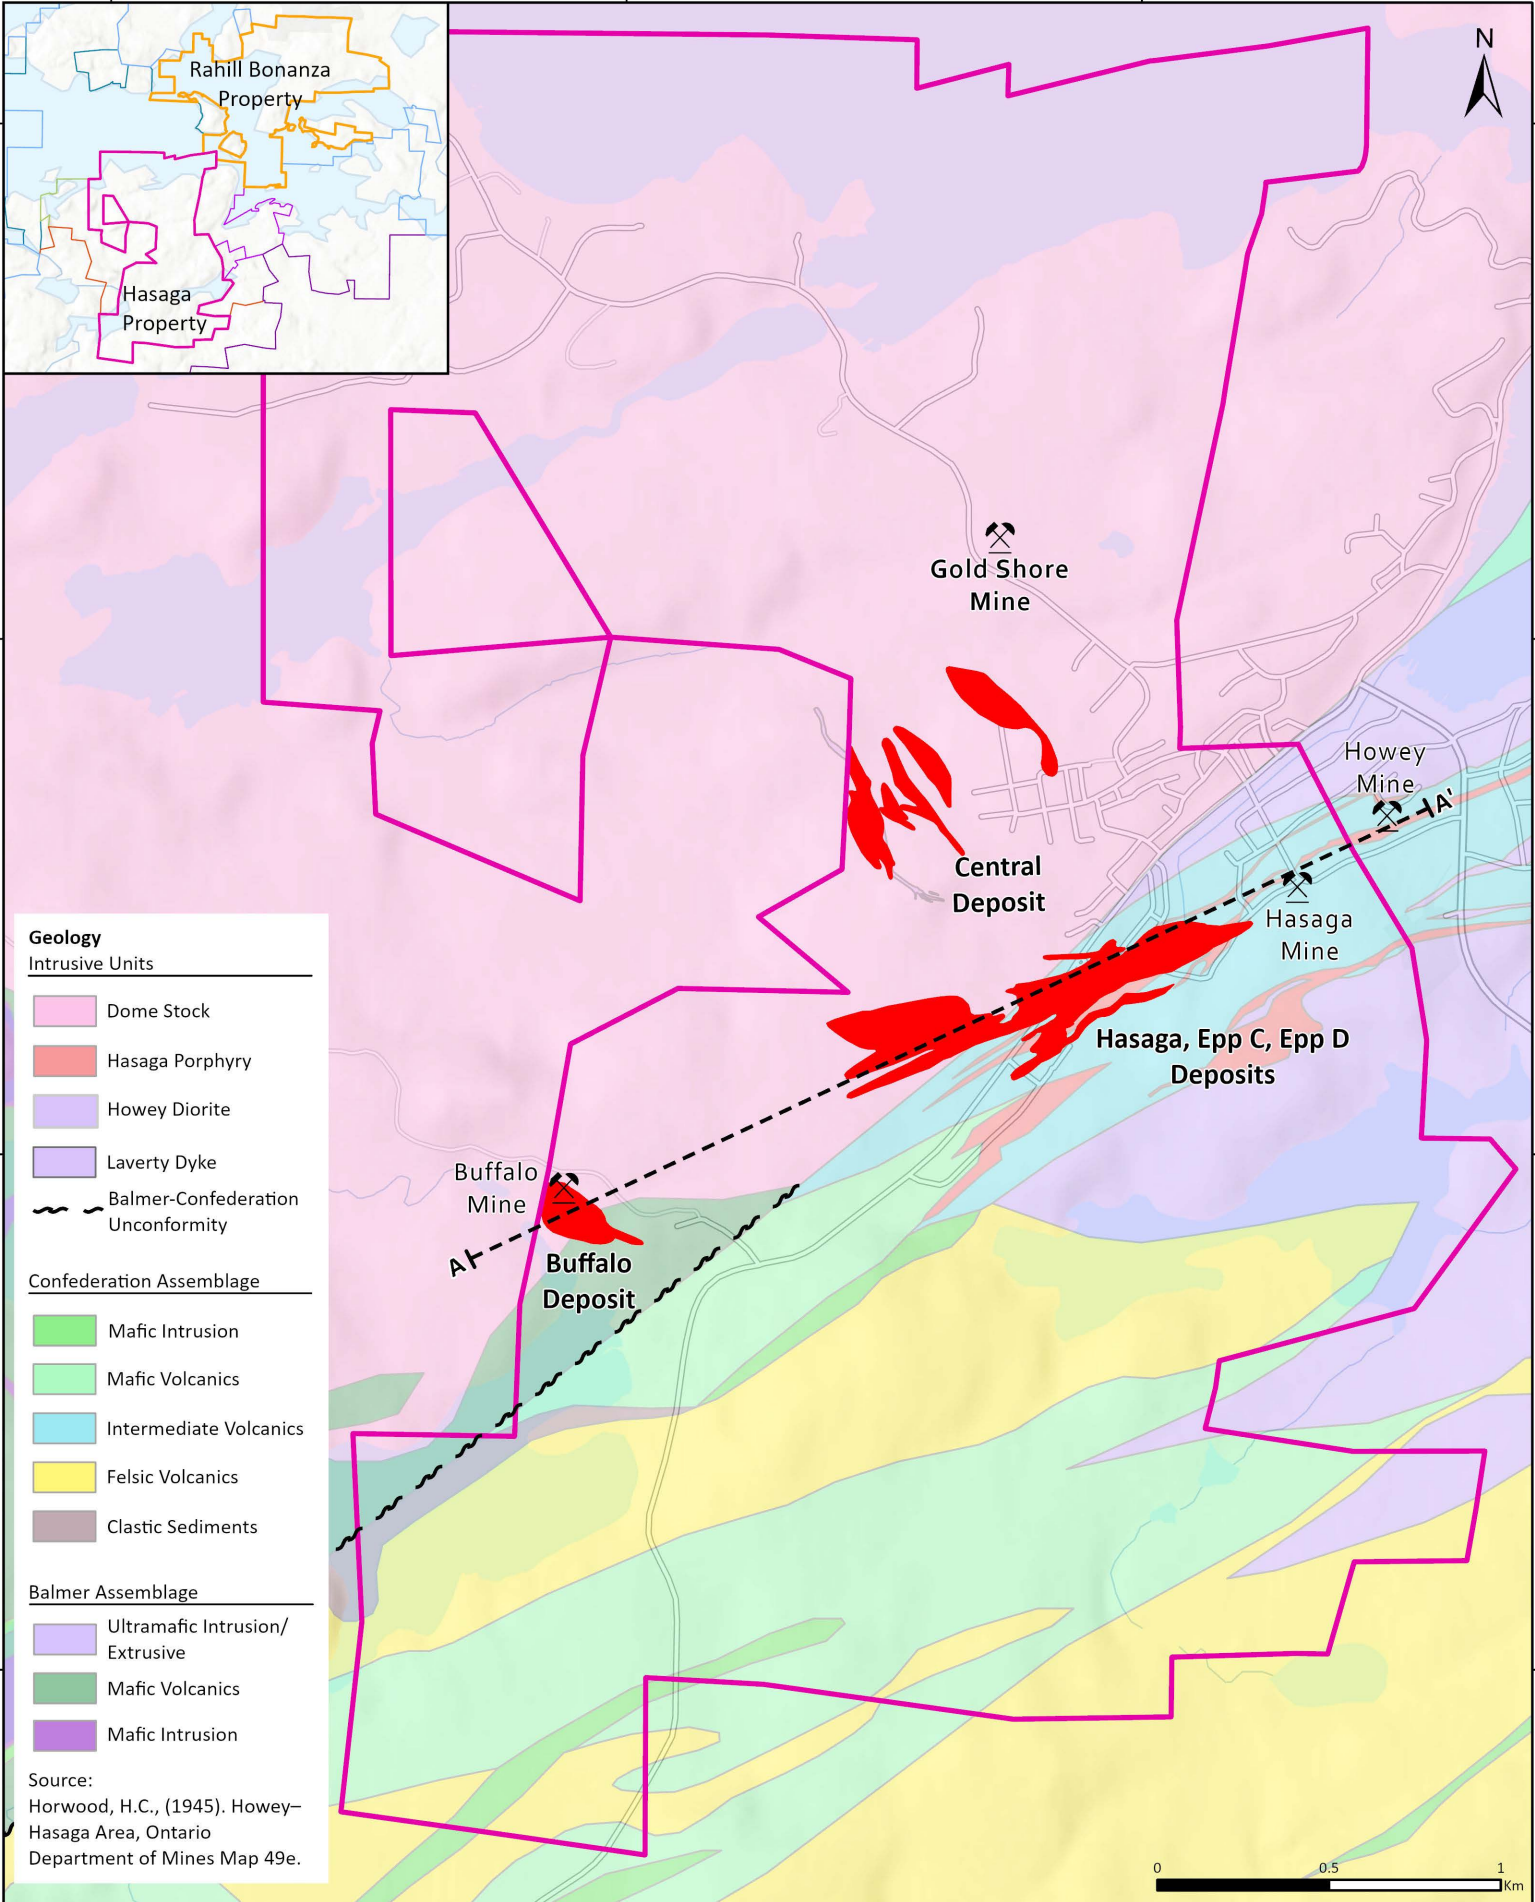 Rahill Bonanza
Property
Hasaga
Property
N
Gold Shore
Mine
Howey
Mine
A'
Central
Deposit
Hasaga
Mine
Hasaga, Epp C, Epp D
Deposits
Buffalo
Mine
A
Buffalo
Deposit
Geology
Intrusive Units
Dome Stock
Hasaga Porphyry
Howey Diorite
Laverty Dyke
Balmer-Confederation
Unconformity
Confederation Assemblage
Mafic Intrusion
Mafic Volcanics
Intermediate Volcanics
Felsic Volcanics
Clastic Sediments
Balmer Assemblage
Ultramafic Intrusion/
Extrusive
Mafic Volcanics
Mafic Intrusion
Source:
Horwood, H.C., (1945). Howey–
Hasaga Area, Ontario
Department of Mines Map 49e.
0 0.5 1
Km